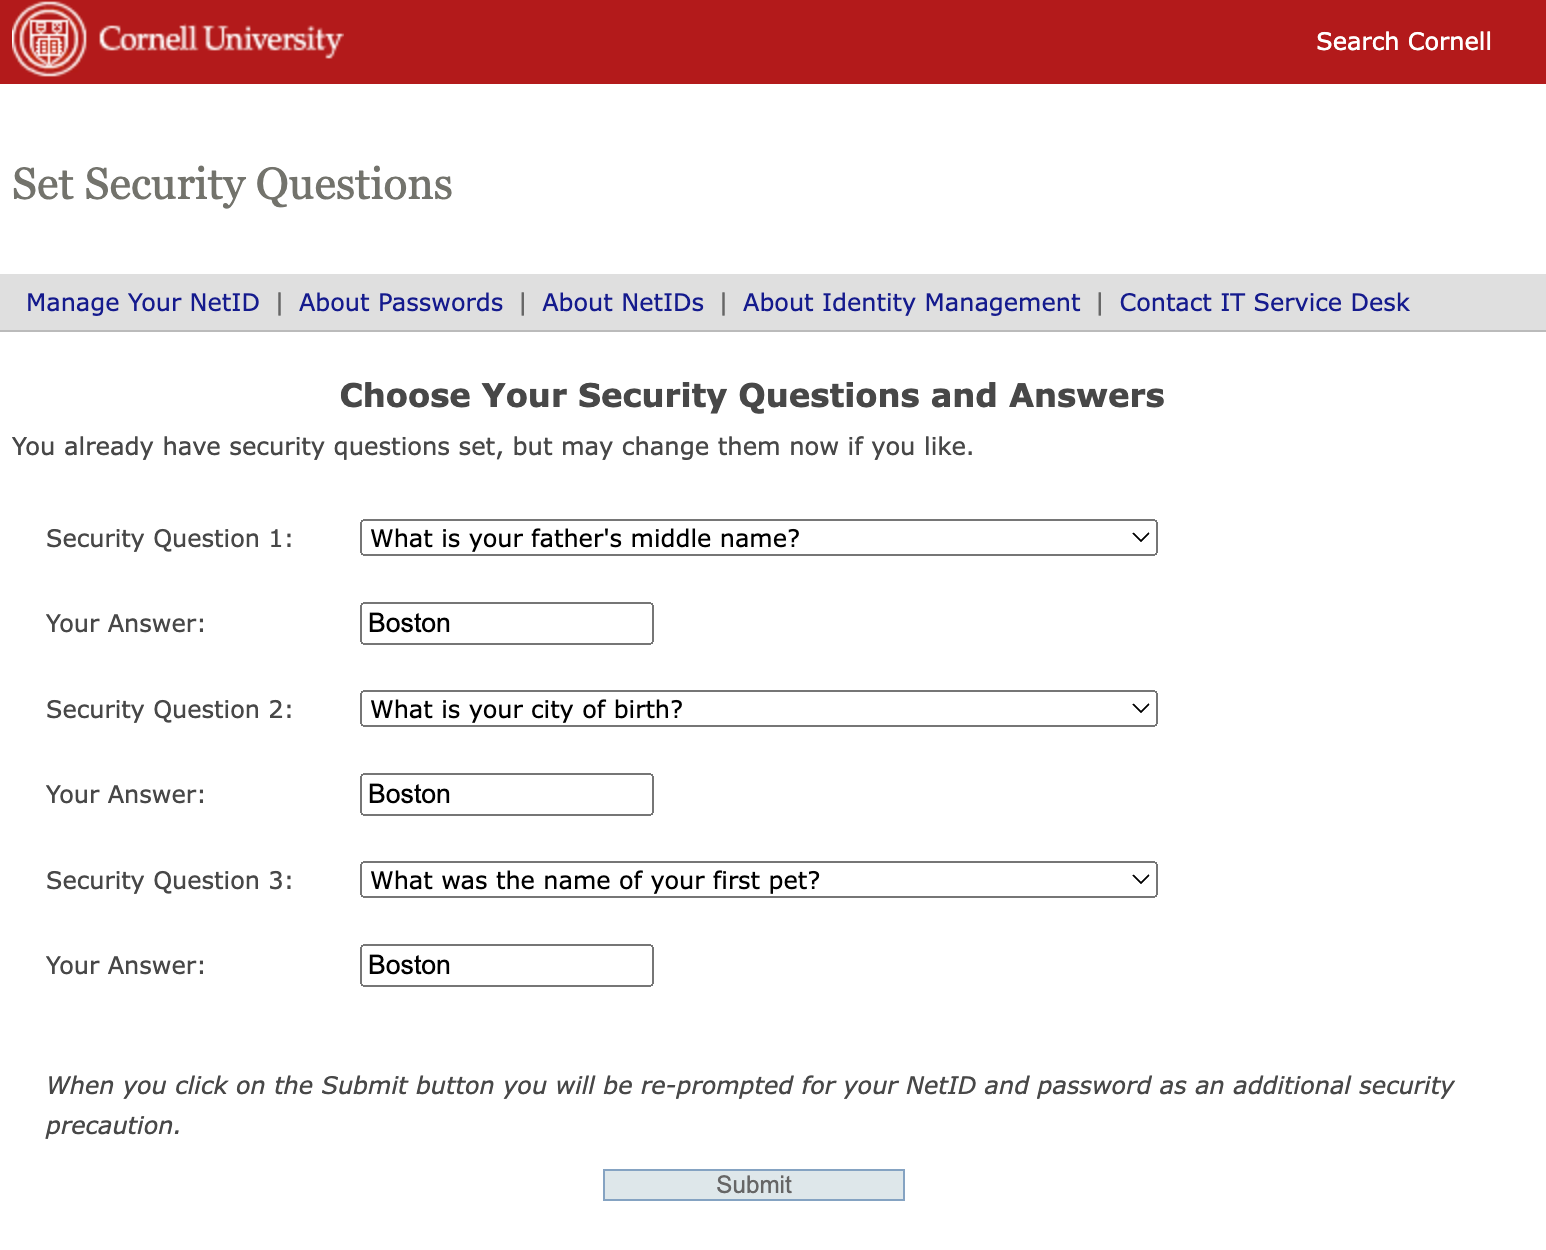 Cornell University
Search Cornell
Set Security Questions
Manage Your NetID | About Passwords | About NetIDs | About Identity Management | Contact IT Service Desk
Choose Your Security Questions and Answers
You already have security questions set, but may change them now if you like.
Security Question 1: What is your father's middle name?
Your Answer: Boston
Security Question 2: What is your city of birth?
Your Answer: Boston
Security Question 3: What was the name of your first pet?
Your Answer: Boston
When you click on the Submit button you will be re-prompted for your NetID and password as an additional security
precaution.
Submit